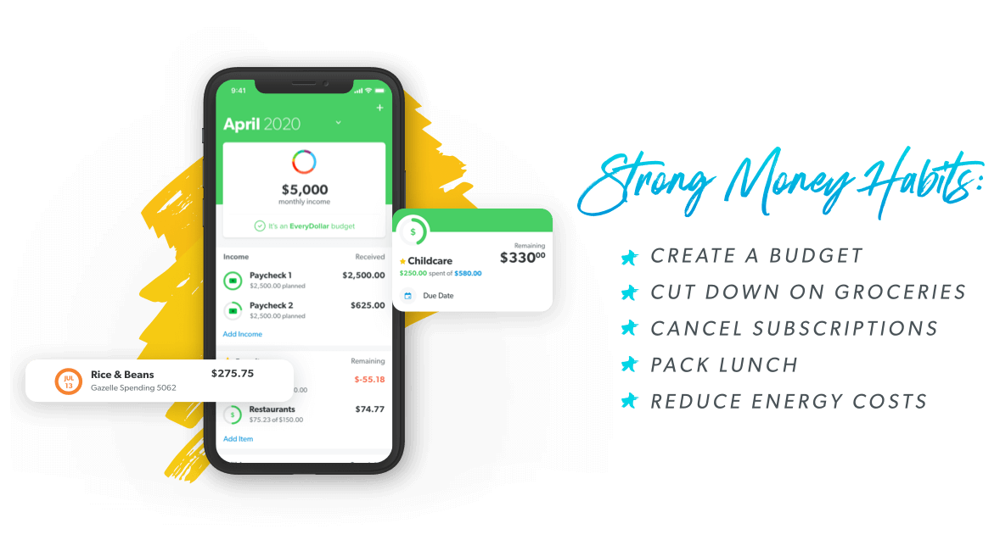 9:41
+
April 2020
$5,000
monthly income
It's an EveryDollar budget
Income Received
Paycheck 1 $2,500.00
$2,500.00 planned
Paycheck 2 $625.00
$2,500.00 planned
Add Income
Remaining
$-55.18
Restaurants $74.77
$75.23 of $150.00
Add Item
JUL
13
Rice & Beans $275.75
Gazelle Spending 5062
$
Remaining
Childcare $330.00
$250.00 spent of $580.00
Due Date
Strong Money Habits:
CREATE A BUDGET
CUT DOWN ON GROCERIES
CANCEL SUBSCRIPTIONS
PACK LUNCH
REDUCE ENERGY COSTS